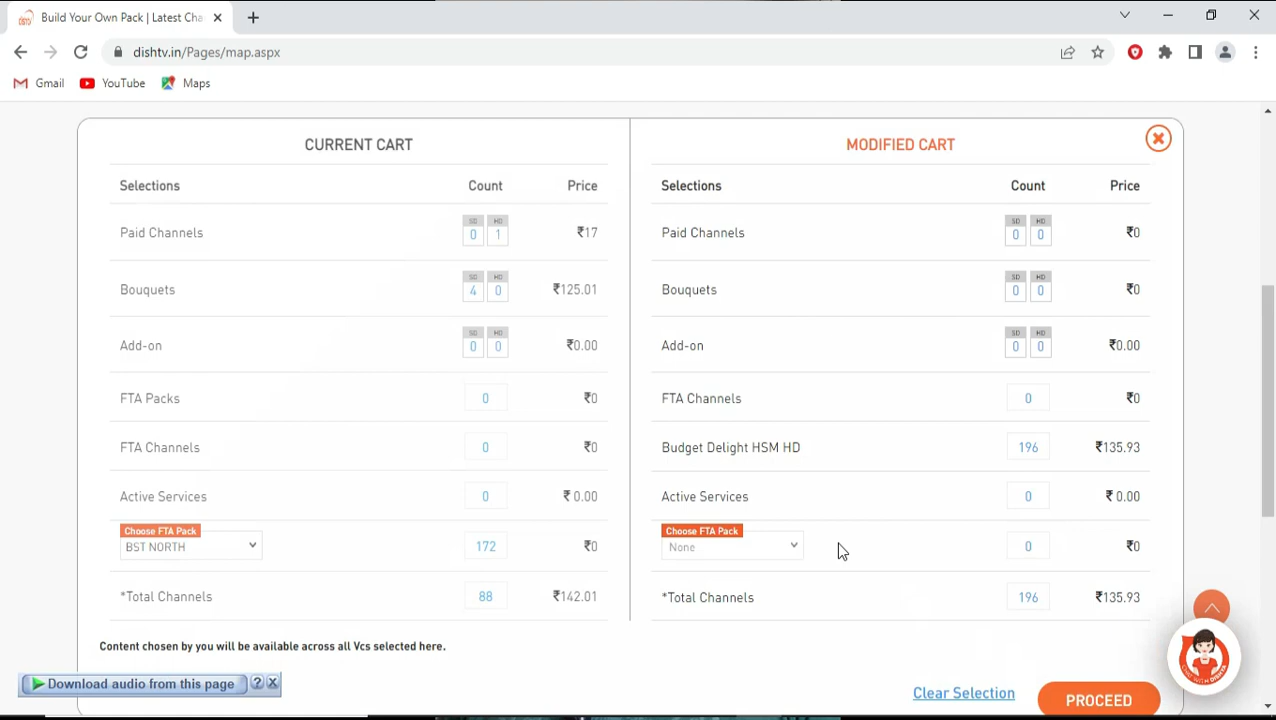 Build Your Own Pack | Latest Cha
dishtv.in/Pages/map.aspx
Gmail YouTube Maps
CURRENT CART
Selections Count Price
Paid Channels SD 0 HD 1 ₹17
Bouquets SD 4 HD 0 ₹125.01
Add-on SD 0 HD 0 ₹0.00
FTA Packs 0 ₹0
FTA Channels 0 ₹0
Active Services 0 ₹ 0.00
Choose FTA Pack
BST NORTH 172 ₹0
*Total Channels 88 ₹142.01
MODIFIED CART
Selections Count Price
Paid Channels SD 0 HD 0 ₹0
Bouquets SD 0 HD 0 ₹0
Add-on SD 0 HD 0 ₹0.00
FTA Channels 0 ₹0
Budget Delight HSM HD 196 ₹135.93
Active Services 0 ₹ 0.00
Choose FTA Pack
None 0 ₹0
*Total Channels 196 ₹135.93
Content chosen by you will be available across all Vcs selected here.
Download audio from this page ? X
Clear Selection PROCEED